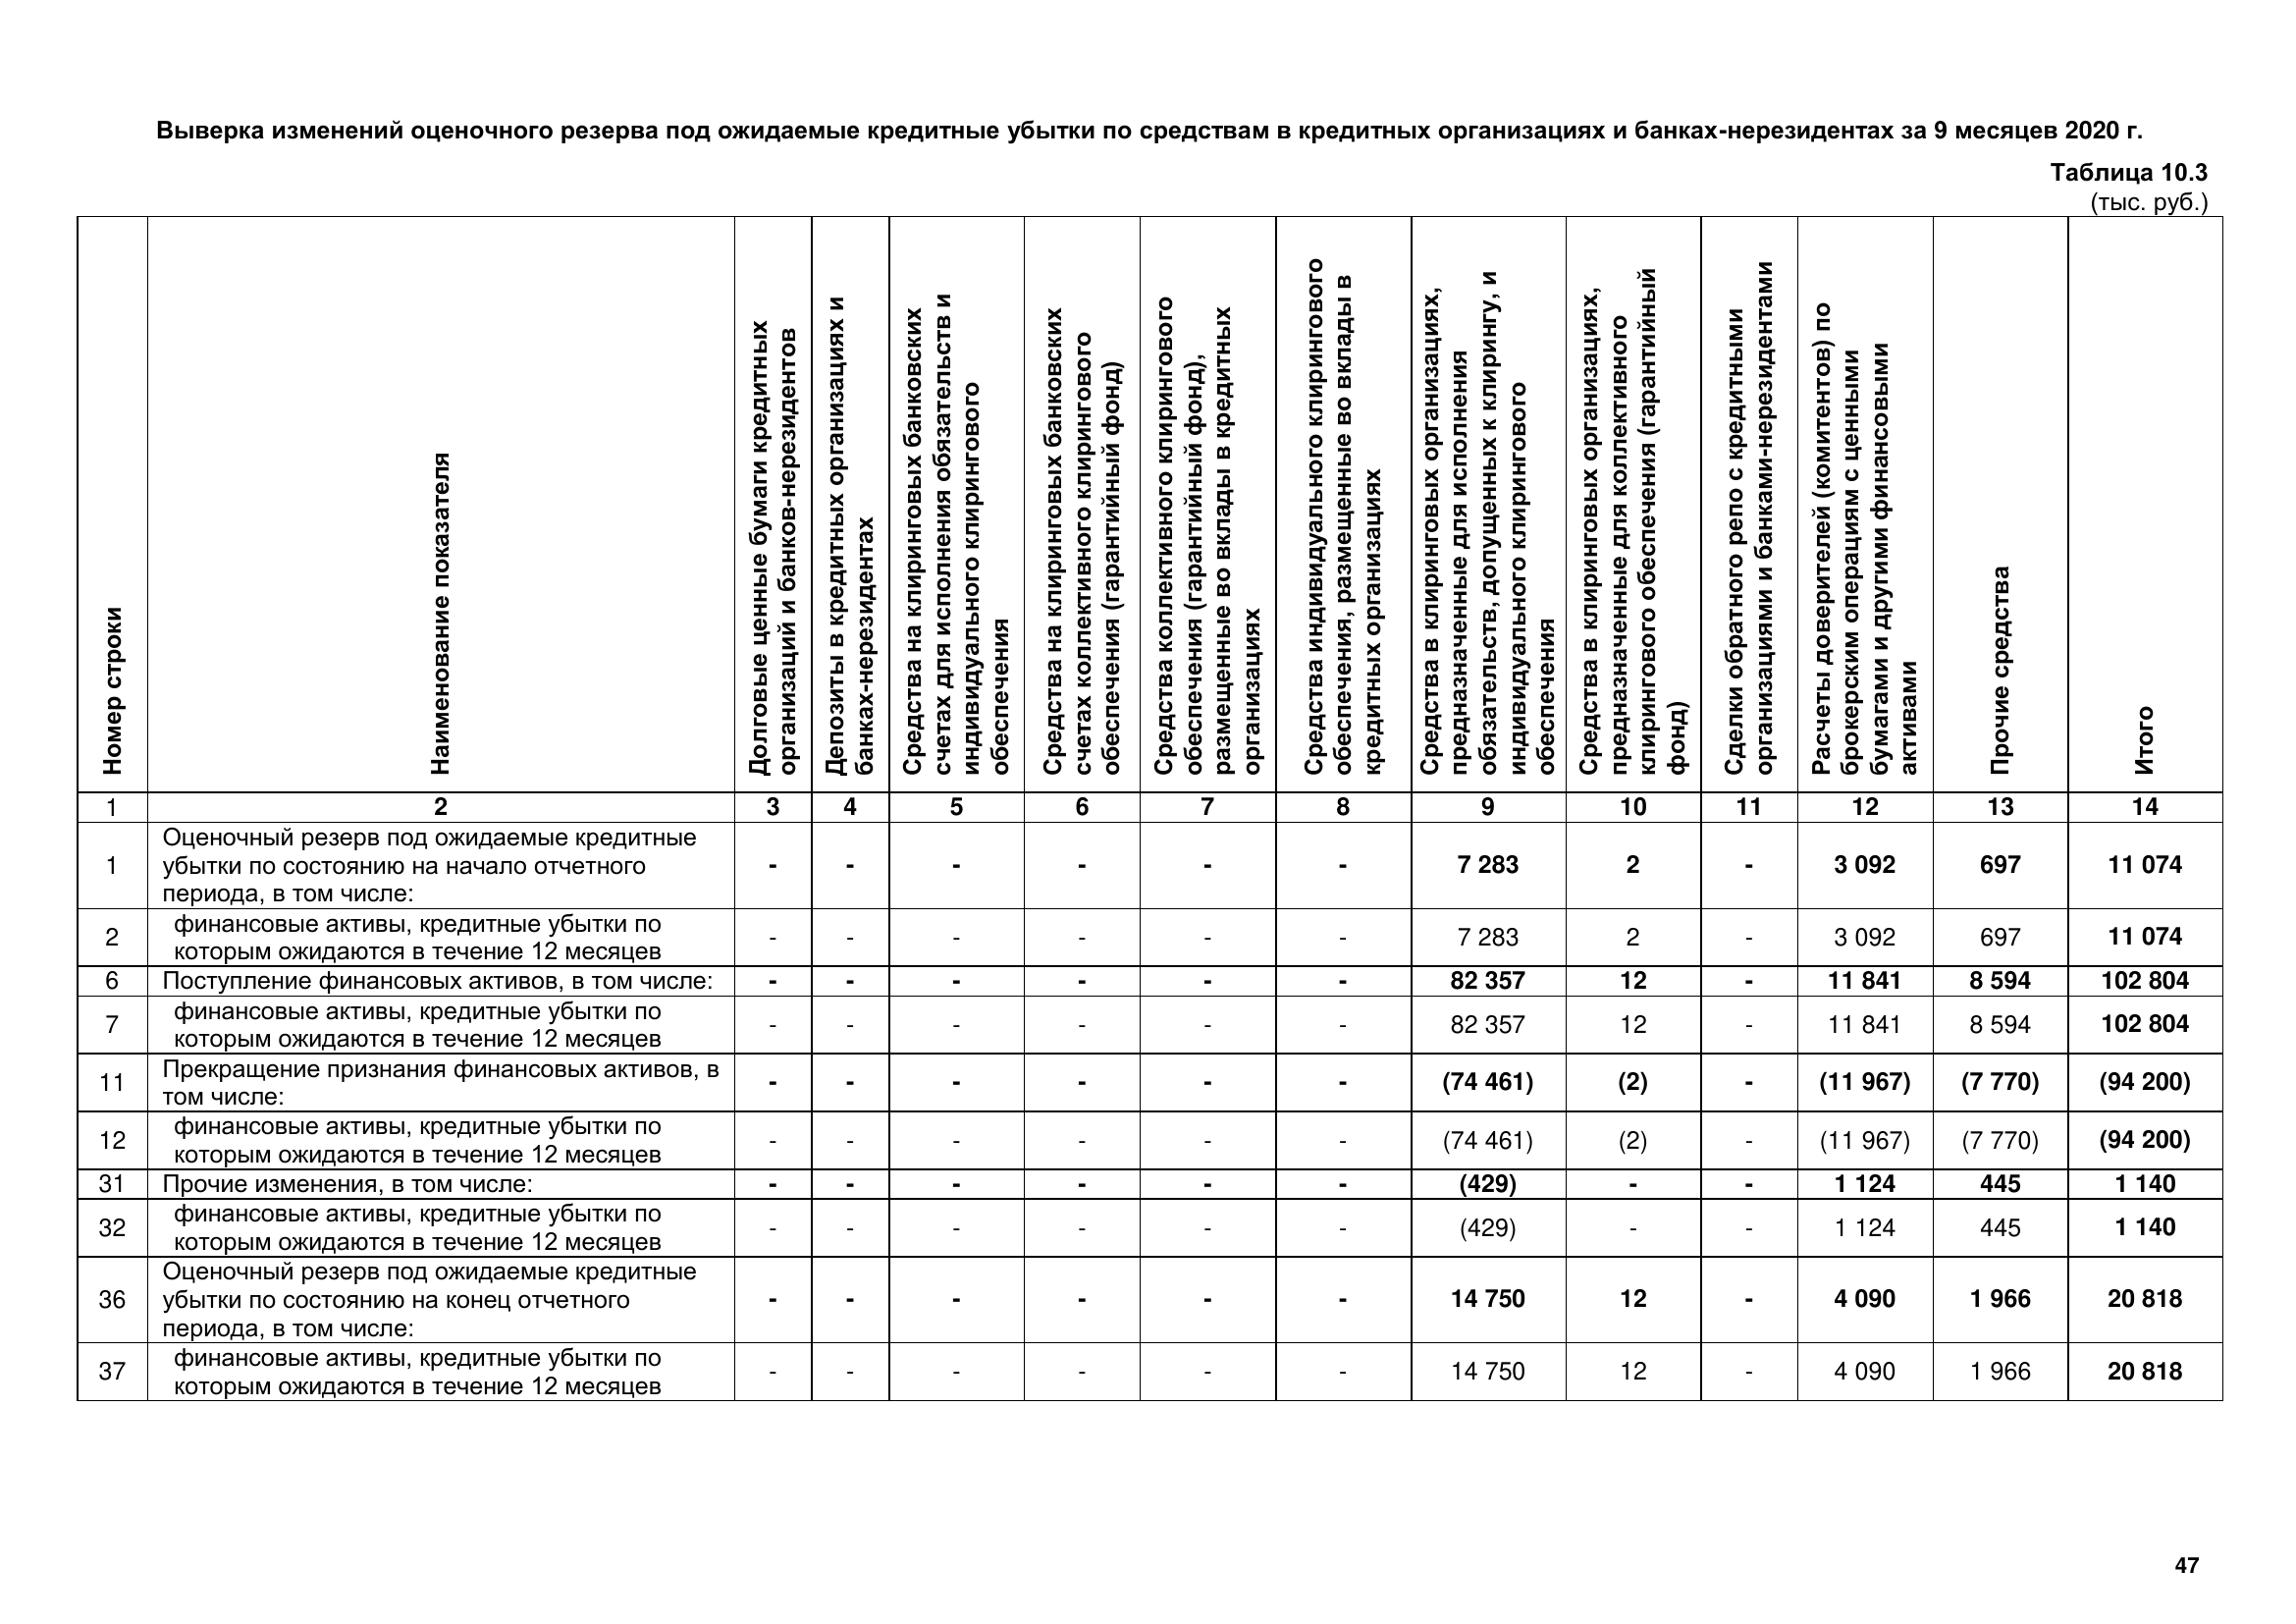 Выверка изменений оценочного резерва под ожидаемые кредитные убытки по средствам в кредитных организациях и банках-нерезидентах за 9 месяцев 2020 г.
Таблица 10.3
(тыс. руб.)
Номер строки
Наименование показателя
Долговые ценные бумаги кредитных
организаций и банков-нерезидентов
Депозиты в кредитных организациях и
банках-нерезидентах
Средства на клиринговых банковских
счетах для исполнения обязательств и
индивидуального клирингового
обеспечения
Средства на клиринговых банковских
счетах коллективного клирингового
обеспечения (гарантийный фонд)
Средства коллективного клирингового
обеспечения (гарантийный фонд),
размещенные во вклады в кредитных
организациях
Средства индивидуального клирингового
обеспечения, размещенные во вклады в
кредитных организациях
Средства в клиринговых организациях,
предназначенные для исполнения
обязательств, допущенных к клирингу, и
индивидуального клирингового
обеспечения
Средства в клиринговых организациях,
предназначенные для коллективного
клирингового обеспечения (гарантийный
фонд)
Сделки обратного репо с кредитными
организациями и банками-нерезидентами
Расчеты доверителей (комитентов) по
брокерским операциям с ценными
бумагами и другими финансовыми
активами
Прочие средства
Итого
1 2 3 4 5 6 7 8 9 10 11 12 13 14
Оценочный резерв под ожидаемые кредитные
1 убытки по состоянию на начало отчетного - - - - - - 7 283 2 - 3 092 697 11 074
периода, в том числе:
финансовые активы, кредитные убытки по
2 которым ожидаются в течение 12 месяцев - - - - - - 7 283 2 - 3 092 697 11 074
6 Поступление финансовых активов, в том числе: - - - - - - 82 357 12 - 11 841 8 594 102 804
финансовые активы, кредитные убытки по
7 которым ожидаются в течение 12 месяцев - - - - - - 82 357 12 - 11 841 8 594 102 804
Прекращение признания финансовых активов, в
11 том числе: - - - - - - (74 461) (2) - (11 967) (7 770) (94 200)
финансовые активы, кредитные убытки по
12 которым ожидаются в течение 12 месяцев - - - - - - (74 461) (2) - (11 967) (7 770) (94 200)
31 Прочие изменения, в том числе: - - - - - - (429) - - 1 124 445 1 140
финансовые активы, кредитные убытки по
32 которым ожидаются в течение 12 месяцев - - - - - - (429) - - 1 124 445 1 140
Оценочный резерв под ожидаемые кредитные
36 убытки по состоянию на конец отчетного - - - - - - 14 750 12 - 4 090 1 966 20 818
периода, в том числе:
финансовые активы, кредитные убытки по
37 которым ожидаются в течение 12 месяцев - - - - - - 14 750 12 - 4 090 1 966 20 818
47